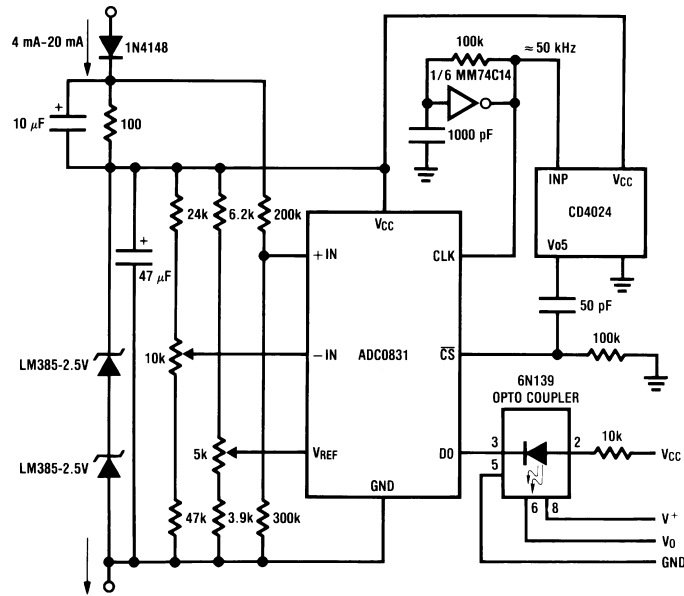 4 mA-20 mA
1N4148
100k
≈50 kHz
1/6 MM74C14
10 μF
+
100
1000 pF
INP
VCC
CD4024
Vo5
24k
6.2k
200k
VCC
+
47 μF
+IN
CLK
50 pF
LM385-2.5V
10k
-IN
ADC0831
CS
100k
6N139
OPTO COUPLER
LM385-2.5V
5k
VREF
DO
3
2
10k
VCC
5
GND
47k
3.9k
300k
6
8
V+
VO
GND